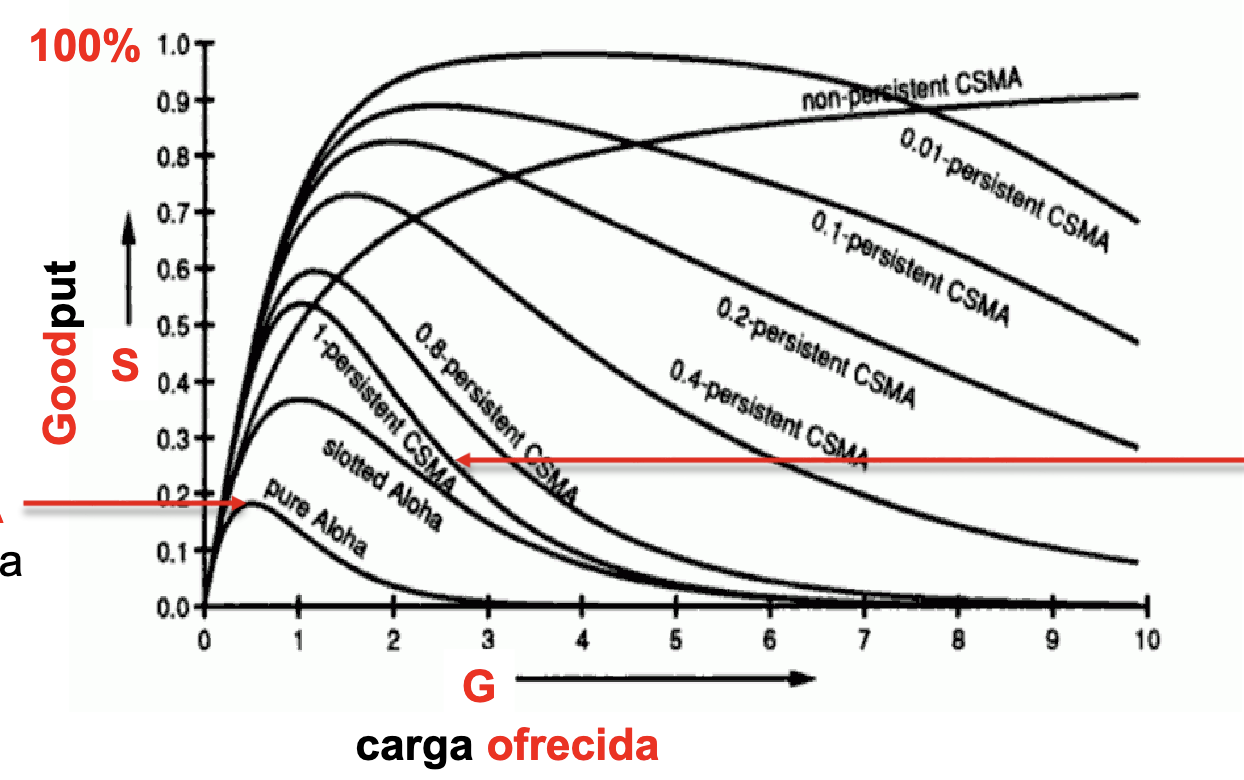 100%
1.0
0.9
0.8
0.7
0.6
0.5
0.4
0.3
0.2
0.1
0.0
Goodput
S
non-persistent CSMA
0.01-persistent CSMA
0.1-persistent CSMA
0.2-persistent CSMA
0.4-persistent CSMA
0.8-persistent CSMA
1-persistent CSMA
slotted Aloha
pure Aloha
a
0 1 2 3 4 5 6 7 8 9 10
G
carga ofrecida